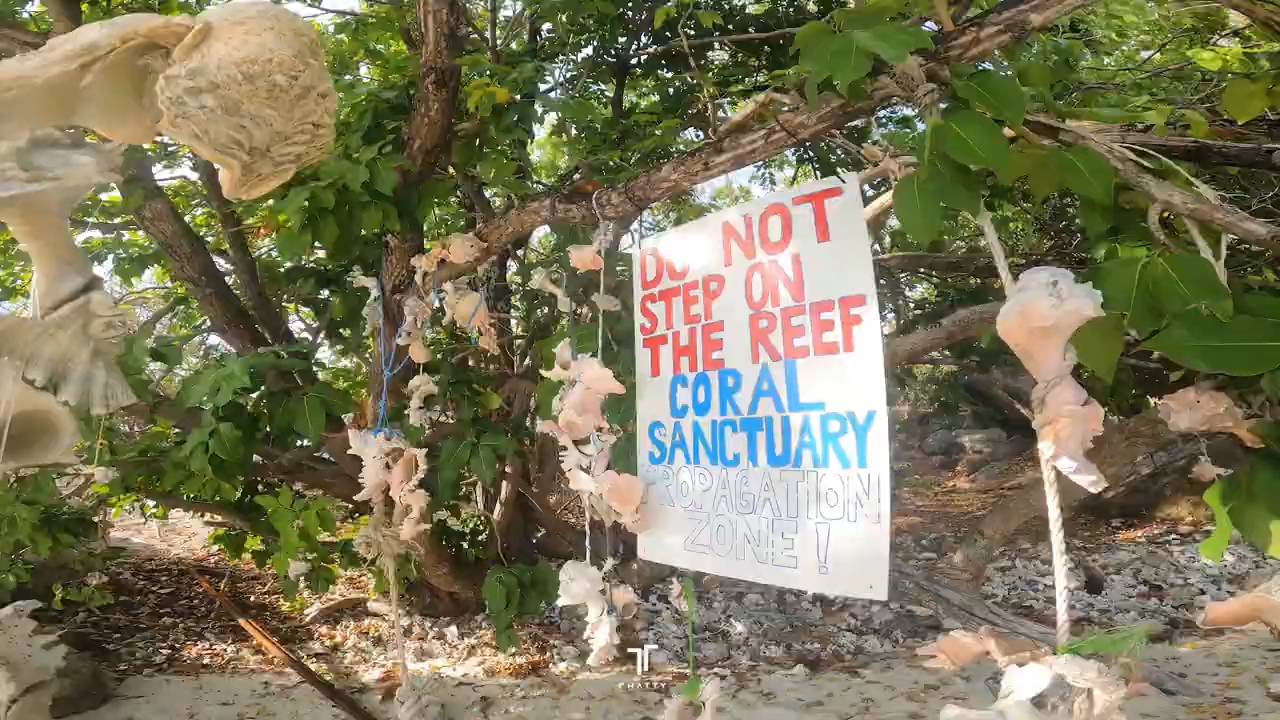 DO NOT
STEP ON
THE REEF
CORAL
SANCTUARY
PROPAGATION
ZONE!